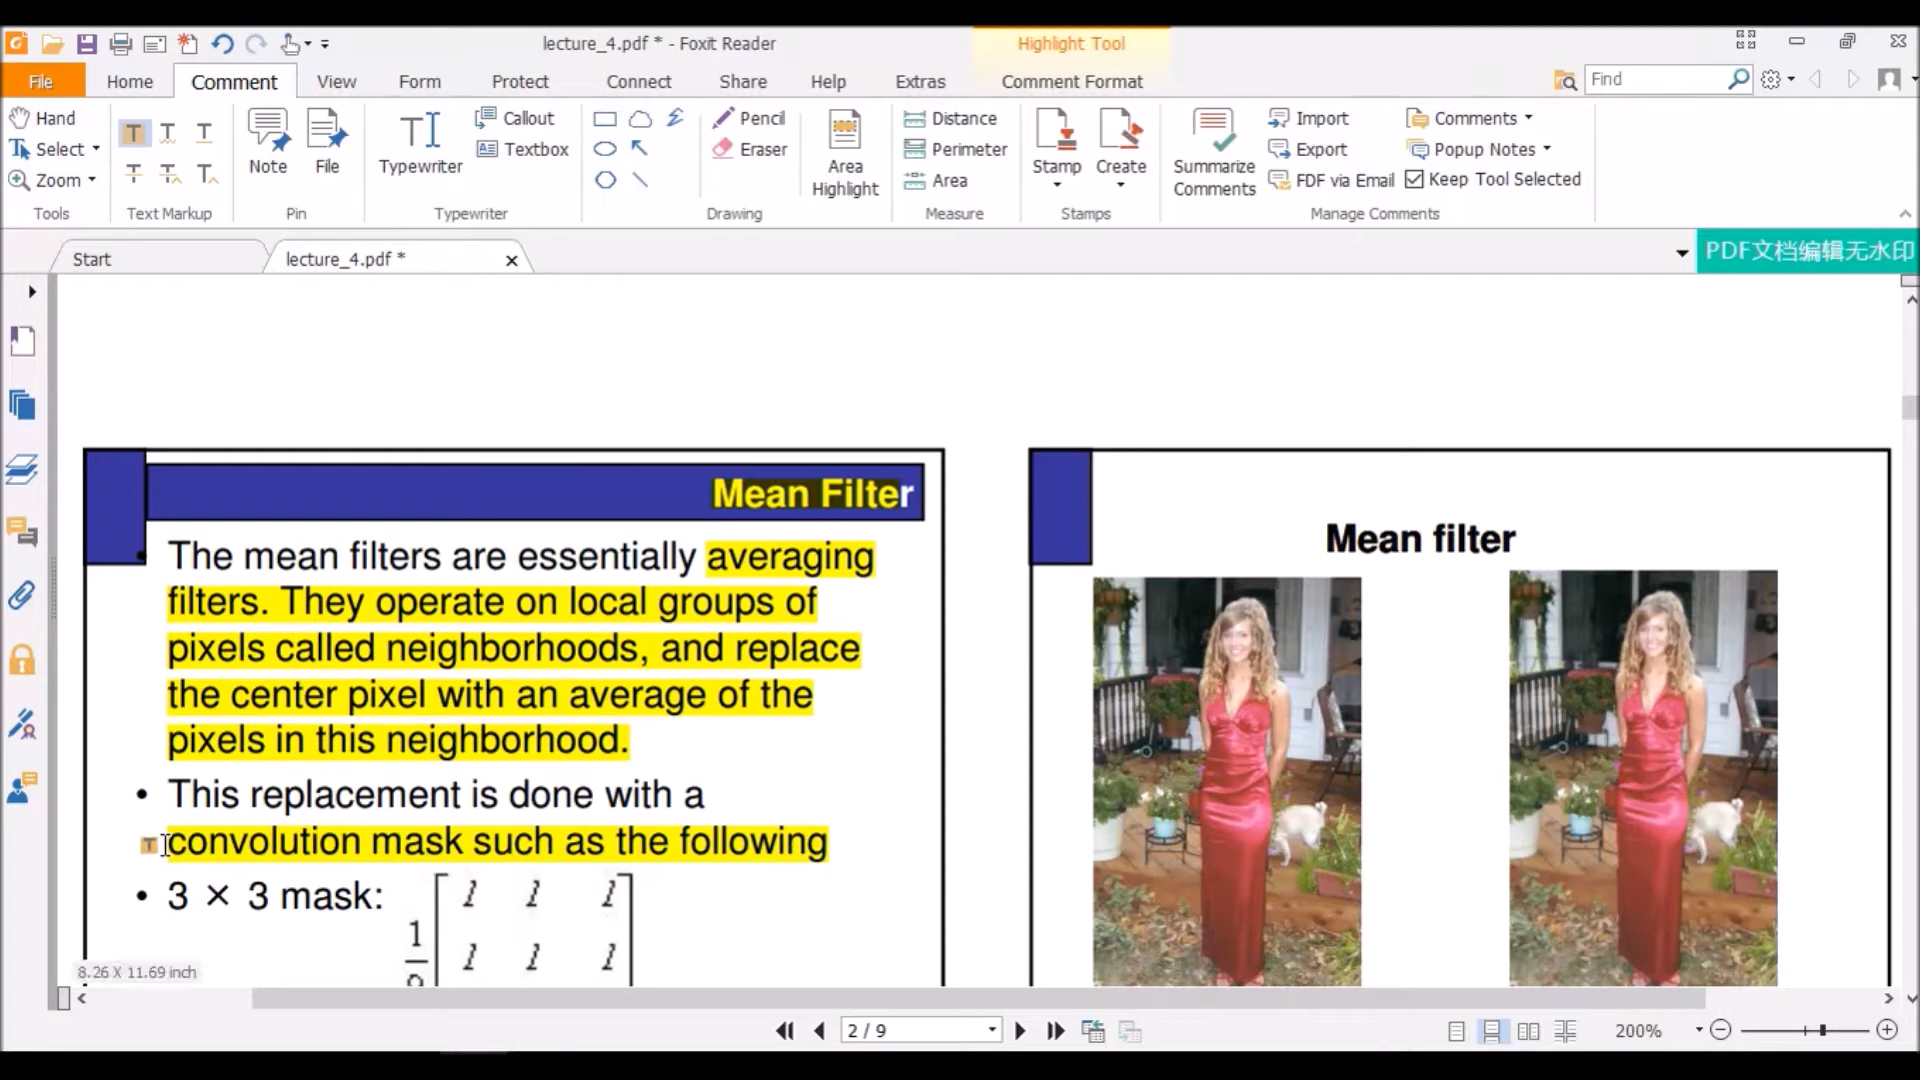 lecture_4.pdf * - Foxit Reader
Highlight Tool
File Home Comment View Form Protect Connect Share Help Extras Comment Format
Find
Hand
Select
Zoom
Tools
Text Markup
Note
File
Pin
Typewriter
Callout
Textbox
Typewriter
Pencil
Eraser
Area
Highlight
Drawing
Distance
Perimeter
Area
Measure
Stamp
Create
Stamps
Summarize
Comments
Import
Export
FDF via Email
Comments
Popup Notes
Keep Tool Selected
Manage Comments
Start
lecture_4.pdf *
PDF文档编辑无水印
Mean Filter
• The mean filters are essentially averaging
filters. They operate on local groups of
pixels called neighborhoods, and replace
the center pixel with an average of the
pixels in this neighborhood.
• This replacement is done with a
convolution mask such as the following
• 3 × 3 mask:
1
1 1 1
1 1 1
Mean filter
8.26 X 11.69 inch
2 / 9
200%